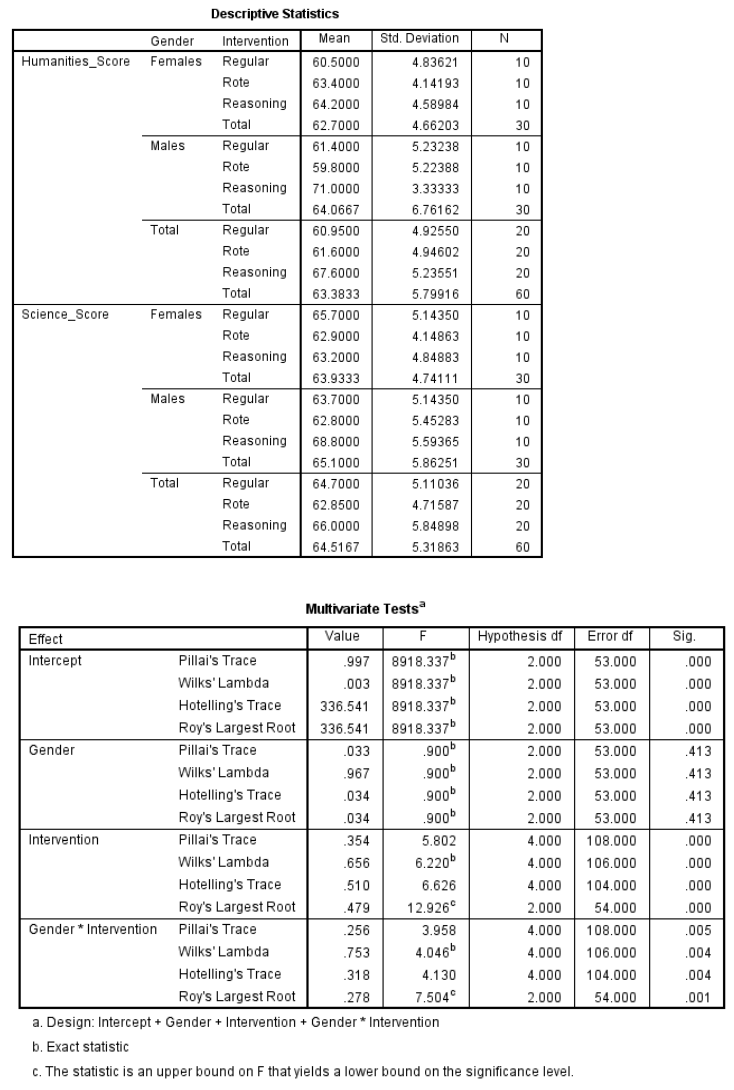 Descriptive Statistics
Gender Intervention Mean Std. Deviation N
Humanities_Score Females Regular 60.5000 4.83621 10
Rote 63.4000 4.14193 10
Reasoning 64.2000 4.58984 10
Total 62.7000 4.66203 30
Males Regular 61.4000 5.23238 10
Rote 59.8000 5.22388 10
Reasoning 71.0000 3.33333 10
Total 64.0667 6.76162 30
Total Regular 60.9500 4.92550 20
Rote 61.6000 4.94602 20
Reasoning 67.6000 5.23551 20
Total 63.3833 5.79916 60
Science_Score Females Regular 65.7000 5.14350 10
Rote 62.9000 4.14863 10
Reasoning 63.2000 4.84883 10
Total 63.9333 4.74111 30
Males Regular 63.7000 5.14350 10
Rote 62.8000 5.45283 10
Reasoning 68.8000 5.59365 10
Total 65.1000 5.86251 30
Total Regular 64.7000 5.11036 20
Rote 62.8500 4.71587 20
Reasoning 66.0000 5.84898 20
Total 64.5167 5.31863 60
Multivariate Testsa
Effect Value F Hypothesis df Error df Sig.
Intercept Pillai's Trace .997 8918.337b 2.000 53.000 .000
Wilks' Lambda .003 8918.337b 2.000 53.000 .000
Hotelling's Trace 336.541 8918.337b 2.000 53.000 .000
Roy's Largest Root 336.541 8918.337b 2.000 53.000 .000
Gender Pillai's Trace .033 .900b 2.000 53.000 .413
Wilks' Lambda .967 .900b 2.000 53.000 .413
Hotelling's Trace .034 .900b 2.000 53.000 .413
Roy's Largest Root .034 .900b 2.000 53.000 .413
Intervention Pillai's Trace .354 5.802 4.000 108.000 .000
Wilks' Lambda .656 6.220b 4.000 106.000 .000
Hotelling's Trace .510 6.626 4.000 104.000 .000
Roy's Largest Root .479 12.926c 2.000 54.000 .000
Gender * Intervention Pillai's Trace .256 3.958 4.000 108.000 .005
Wilks' Lambda .753 4.046b 4.000 106.000 .004
Hotelling's Trace .318 4.130 4.000 104.000 .004
Roy's Largest Root .278 7.504c 2.000 54.000 .001
a. Design: Intercept + Gender + Intervention + Gender * Intervention
b. Exact statistic
c. The statistic is an upper bound on F that yields a lower bound on the significance level.